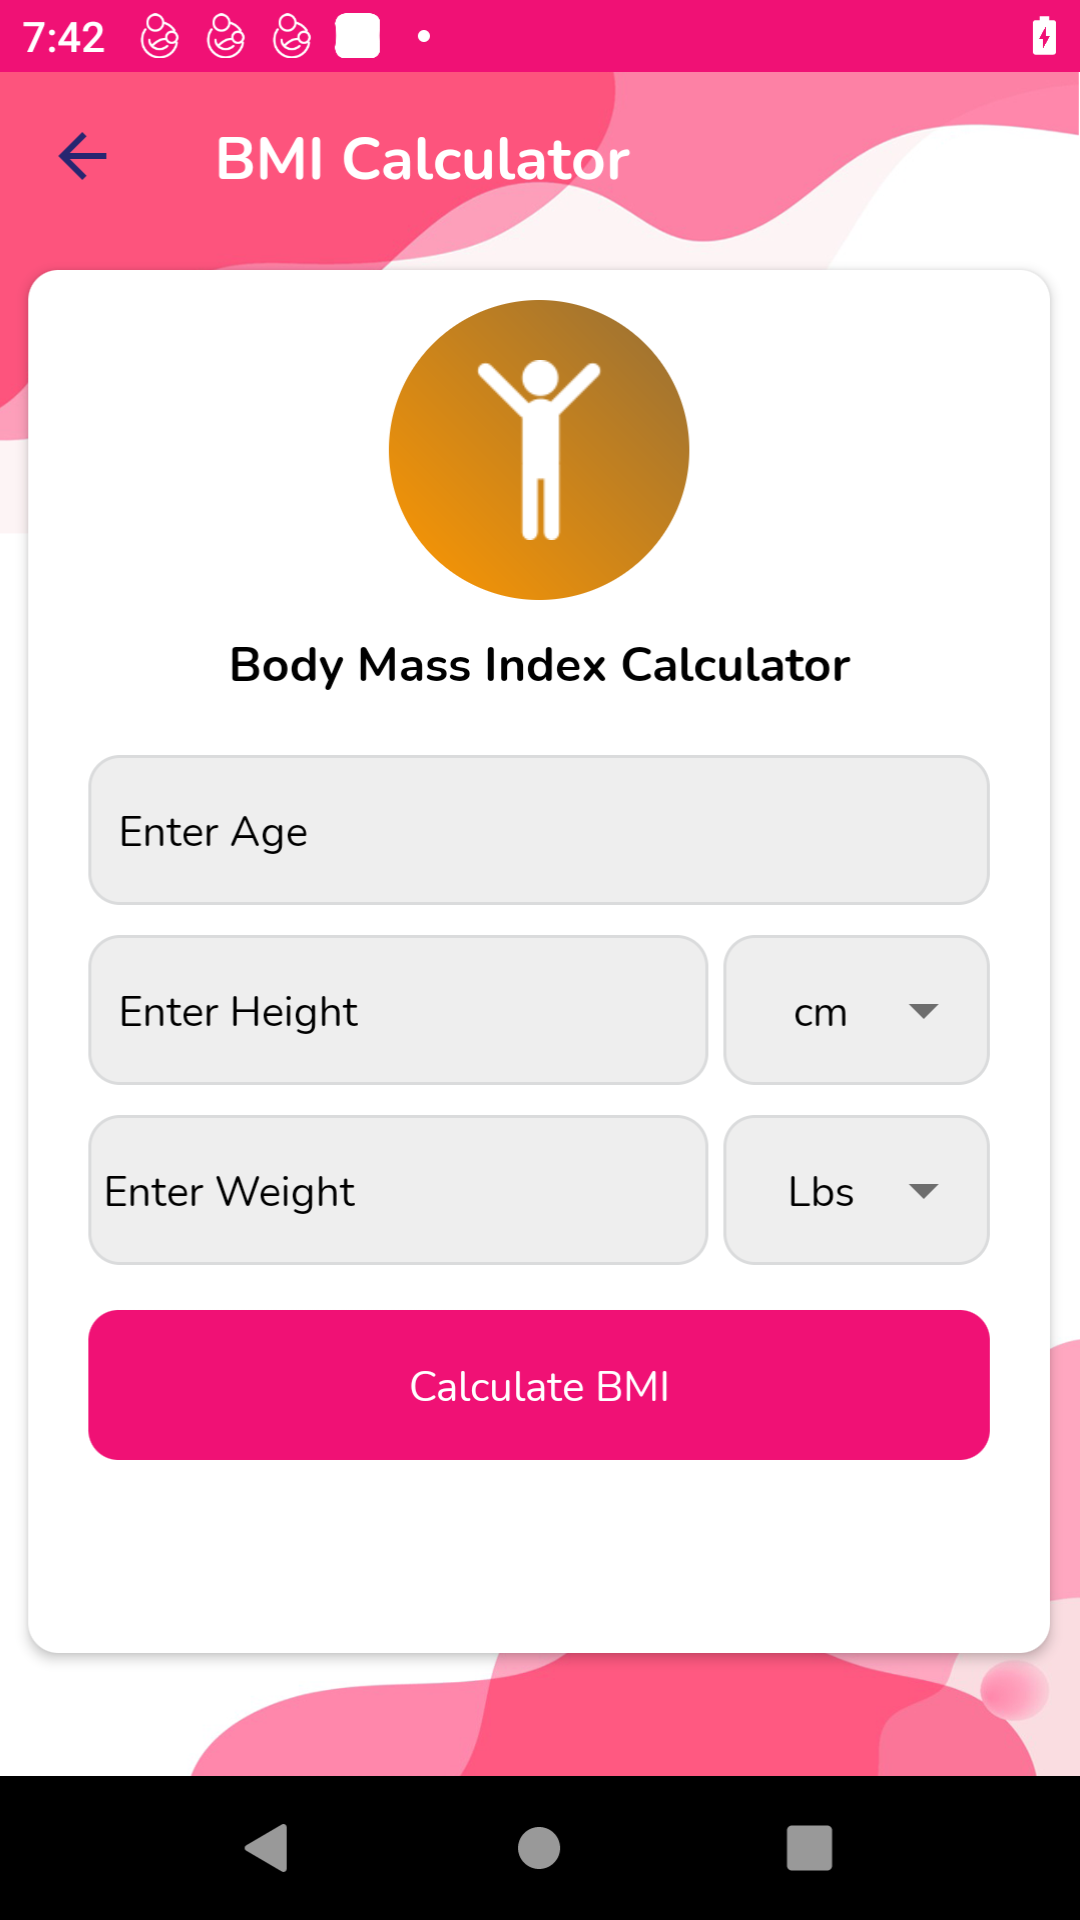 7:42
BMI Calculator
Body Mass Index Calculator
Enter Age
Enter Height
cm
Enter Weight
Lbs
Calculate BMI